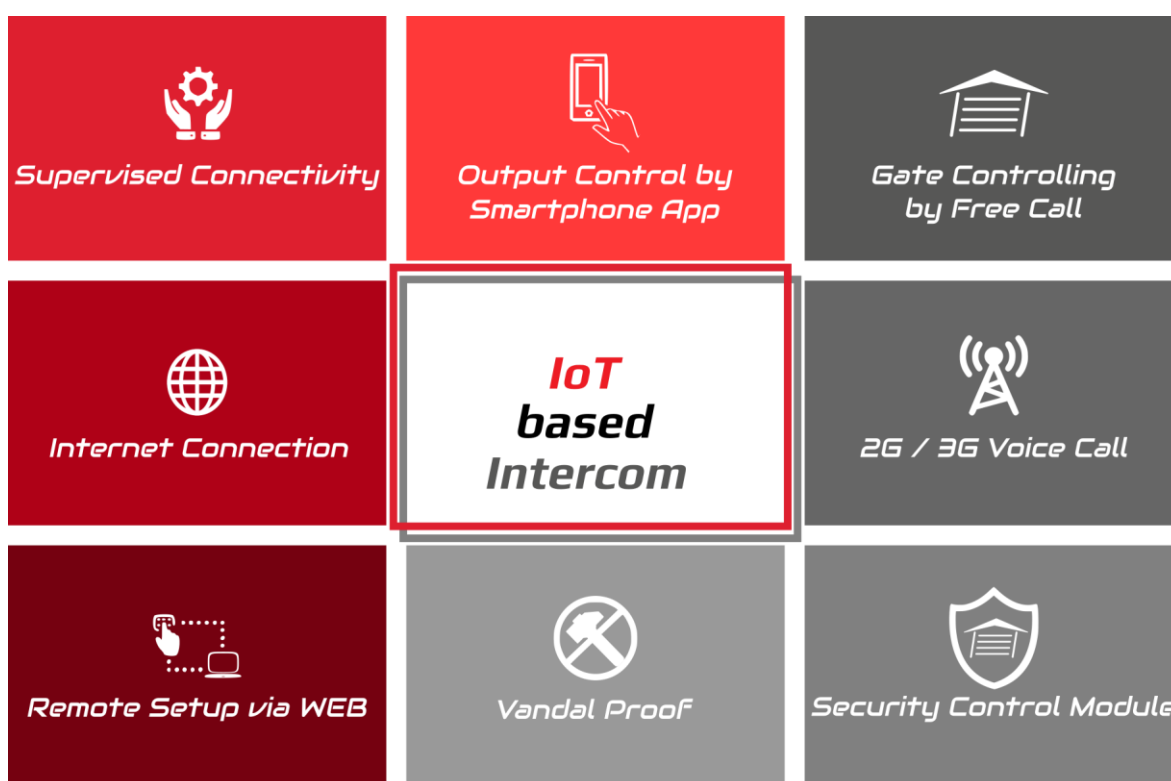 Supervised Connectivity
Output Control by
Smartphone App
Gate Controlling
by Free Call
Internet Connection
IoT
based
Intercom
2G / 3G Voice Call
Remote Setup via WEB
Vandal Proof
Security Control Module